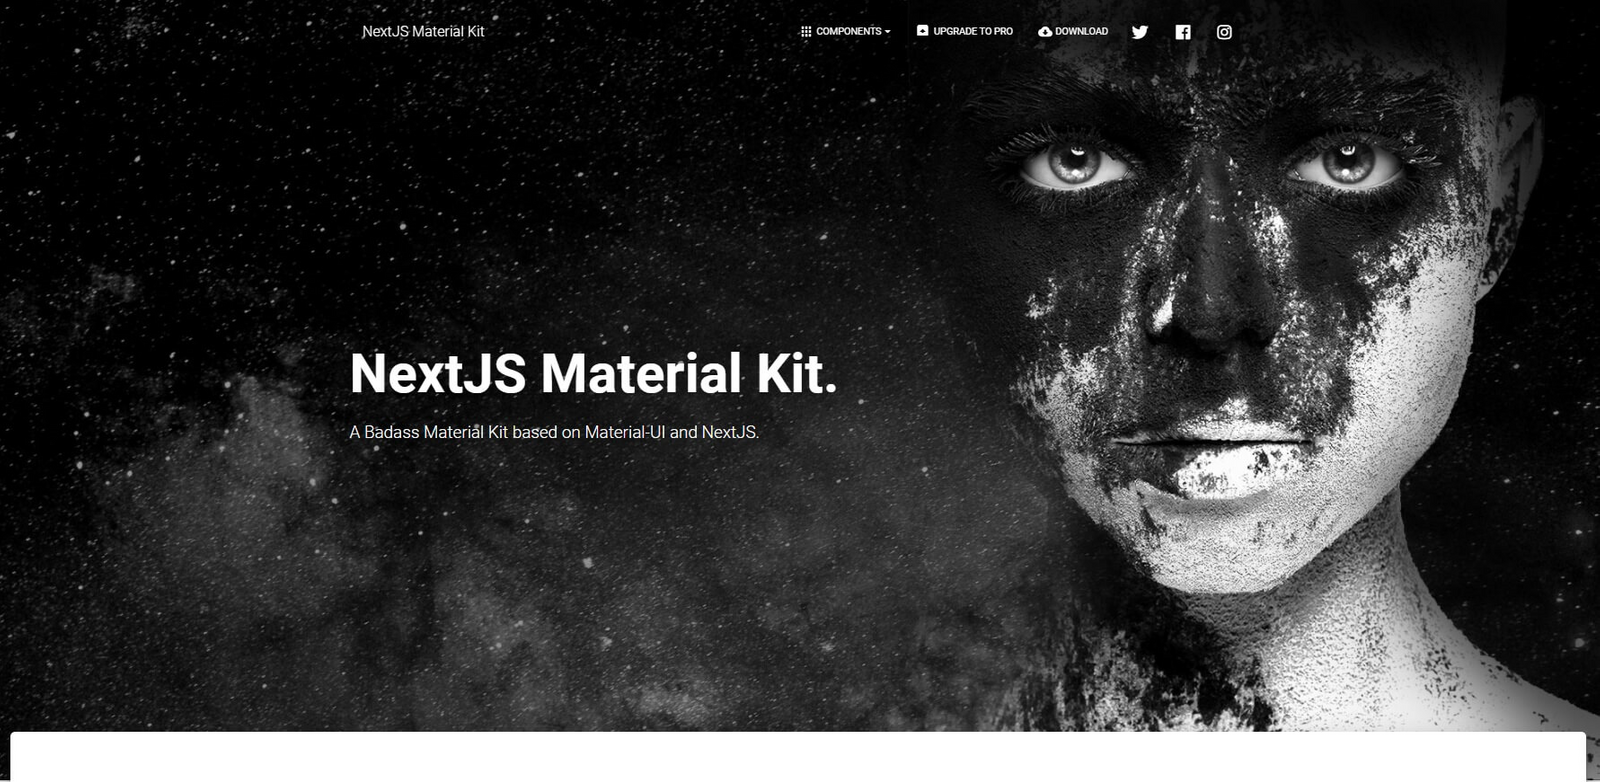 NextJS Material Kit
COMPONENTS
UPGRADE TO PRO
DOWNLOAD
NextJS Material Kit.
A Badass Material Kit based on Material-UI and NextJS.